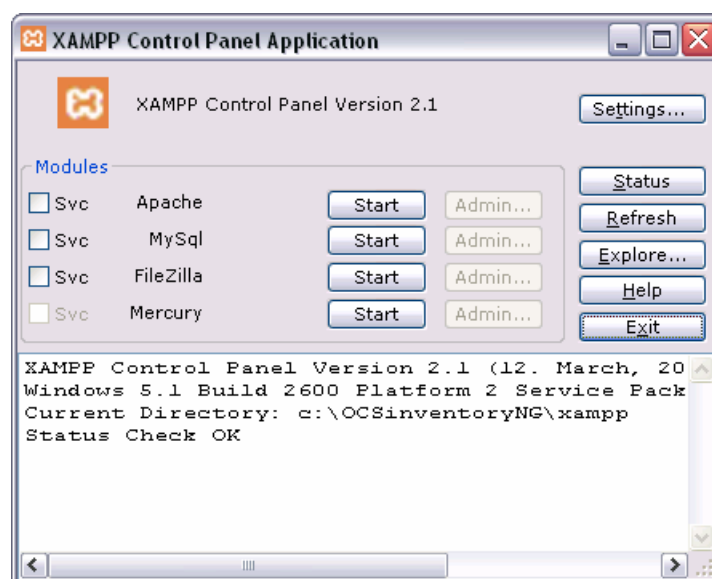 XAMPP Control Panel Application
XAMPP Control Panel Version 2.1
Settings...
Modules
Svc Apache Start Admin...
Svc MySql Start Admin...
Svc FileZilla Start Admin...
Svc Mercury Start Admin...
Status
Refresh
Explore...
Help
Exit
XAMPP Control Panel Version 2.1 (12. March, 20
Windows 5.1 Build 2600 Platform 2 Service Pack
Current Directory: c:\OCSinventoryNG\xampp
Status Check OK